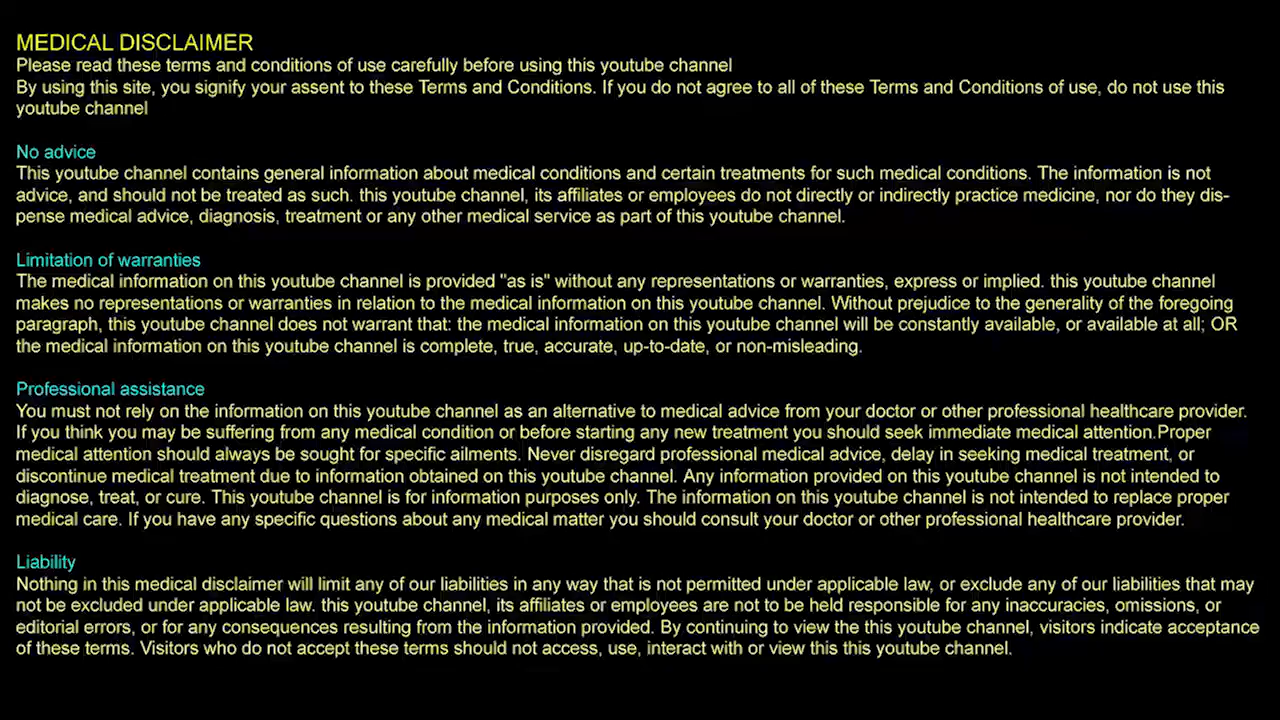 MEDICAL DISCLAIMER
Please read these terms and conditions of use carefully before using this youtube channel
By using this site, you signify your assent to these Terms and Conditions. If you do not agree to all of these Terms and Conditions of use, do not use this
youtube channel
No advice
This youtube channel contains general information about medical conditions and certain treatments for such medical conditions. The information is not
advice, and should not be treated as such. this youtube channel, its affiliates or employees do not directly or indirectly practice medicine, nor do they dis-
pense medical advice, diagnosis, treatment or any other medical service as part of this youtube channel.
Limitation of warranties
The medical information on this youtube channel is provided "as is" without any representations or warranties, express or implied. this youtube channel
makes no representations or warranties in relation to the medical information on this youtube channel. Without prejudice to the generality of the foregoing
paragraph, this youtube channel does not warrant that: the medical information on this youtube channel will be constantly available, or available at all; OR
the medical information on this youtube channel is complete, true, accurate, up-to-date, or non-misleading.
Professional assistance
You must not rely on the information on this youtube channel as an alternative to medical advice from your doctor or other professional healthcare provider.
If you think you may be suffering from any medical condition or before starting any new treatment you should seek immediate medical attention.Proper
medical attention should always be sought for specific ailments. Never disregard professional medical advice, delay in seeking medical treatment, or
discontinue medical treatment due to information obtained on this youtube channel. Any information provided on this youtube channel is not intended to
diagnose, treat, or cure. This youtube channel is for information purposes only. The information on this youtube channel is not intended to replace proper
medical care. If you have any specific questions about any medical matter you should consult your doctor or other professional healthcare provider.
Liability
Nothing in this medical disclaimer will limit any of our liabilities in any way that is not permitted under applicable law, or exclude any of our liabilities that may
not be excluded under applicable law. this youtube channel, its affiliates or employees are not to be held responsible for any inaccuracies, omissions, or
editorial errors, or for any consequences resulting from the information provided. By continuing to view the this youtube channel, visitors indicate acceptance
of these terms. Visitors who do not accept these terms should not access, use, interact with or view this this youtube channel.